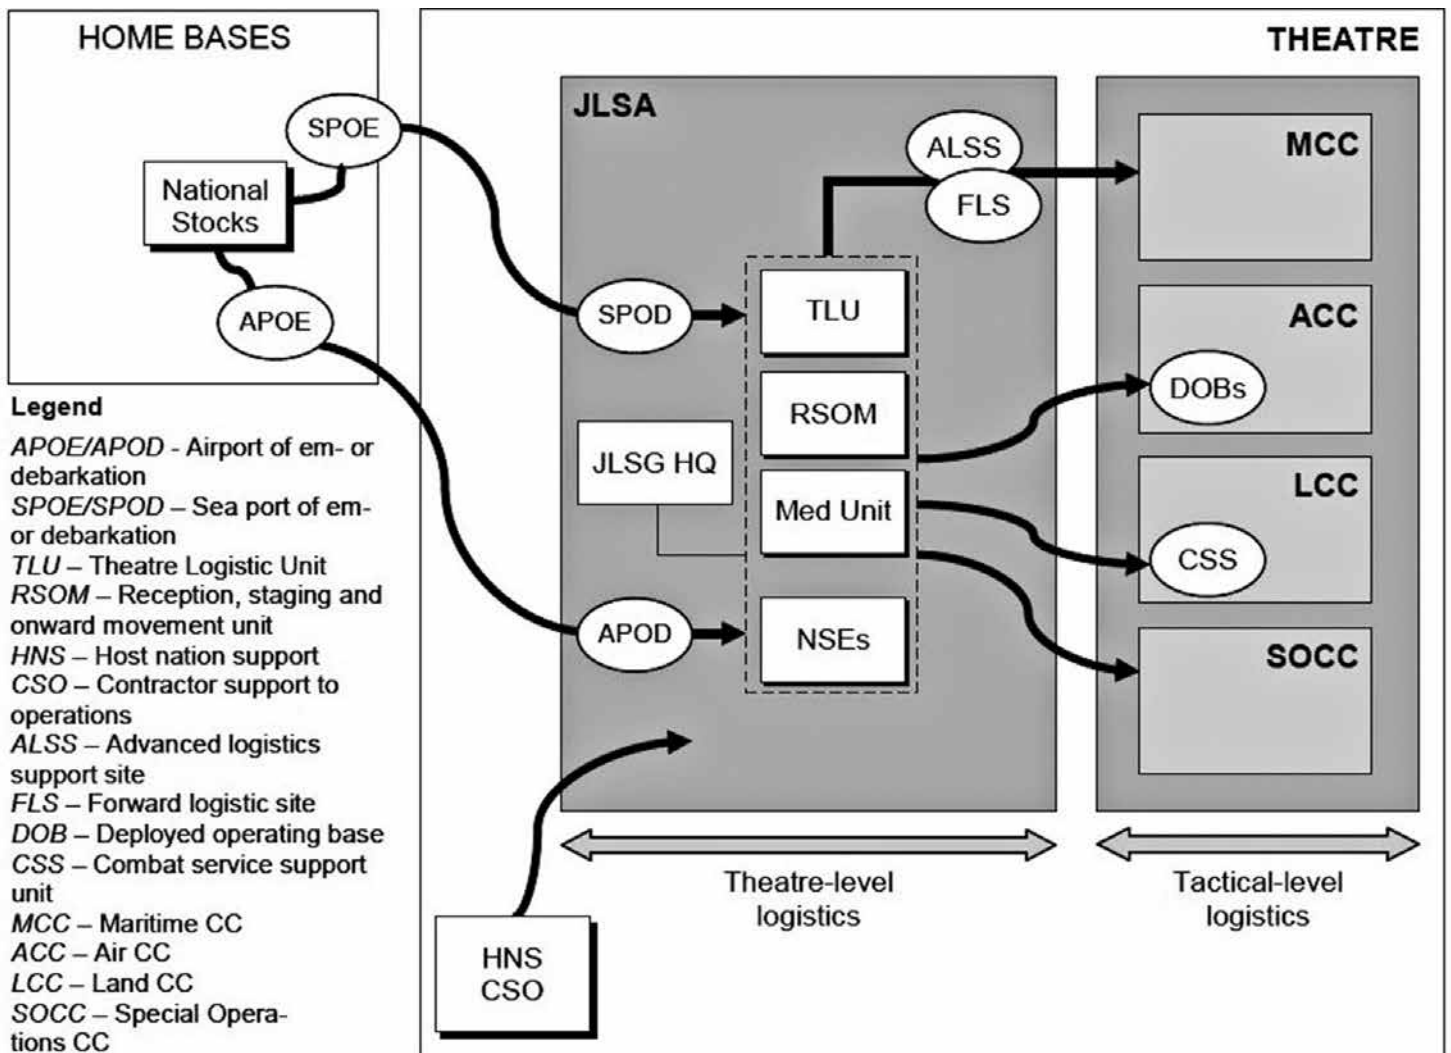 HOME BASES
SPOE
National
Stocks
APOE
THEATRE
JLSA
ALSS
FLS
SPOD
TLU
RSOM
JLSG HQ
Med Unit
APOD
NSEs
MCC
ACC
DOBs
LCC
CSS
SOCC
Theatre-level
logistics
Tactical-level
logistics
HNS
CSO
Legend
APOE/APOD - Airport of em- or
debarkation
SPOE/SPOD – Sea port of em-
or debarkation
TLU – Theatre Logistic Unit
RSOM – Reception, staging and
onward movement unit
HNS – Host nation support
CSO – Contractor support to
operations
ALSS – Advanced logistics
support site
FLS – Forward logistic site
DOB – Deployed operating base
CSS – Combat service support
unit
MCC – Maritime CC
ACC – Air CC
LCC – Land CC
SOCC – Special Opera-
tions CC